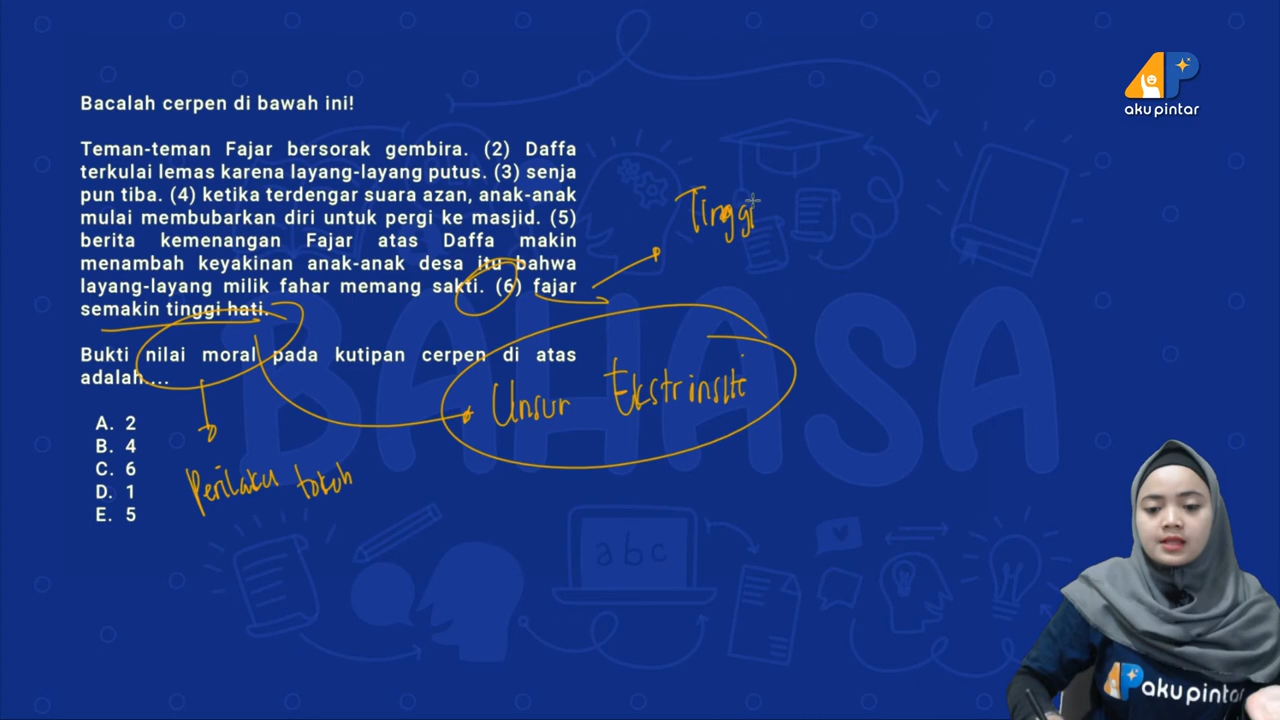 Bacalah cerpen di bawah ini!
Teman-teman Fajar bersorak gembira. (2) Daffa
terkulai lemas karena layang-layang putus. (3) senja
pun tiba. (4) ketika terdengar suara azan, anak-anak
mulai membubarkan diri untuk pergi ke masjid. (5)
berita kemenangan Fajar atas Daffa makin
menambah keyakinan anak-anak desa itu bahwa
layang-layang milik fahar memang sakti. (6) fajar
semakin tinggi hati.
Bukti nilai moral pada kutipan cerpen di atas
adalah....
A. 2
B. 4
C. 6
D. 1
E. 5
Tinggi
Unsur Ekstrinsik
Perilaku tokoh
BAHASA
abc
AP
aku pintar
AP aku pintar